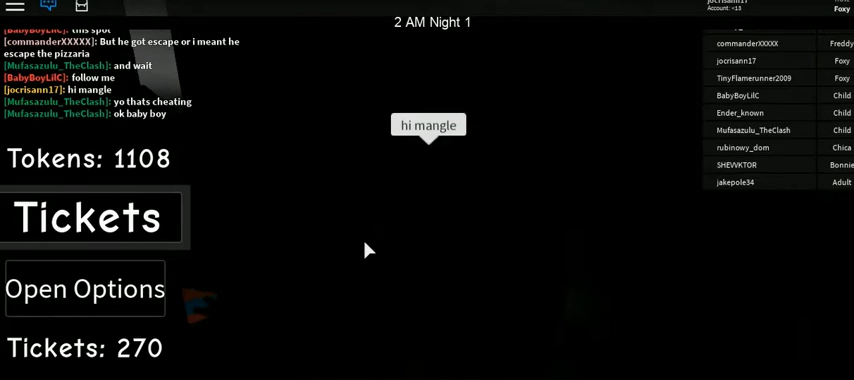 2 AM Night 1
Account: <13
Foxy
[BabyBoyLilC]: this spot
[commanderXXXXX]: But he got escape or i meant he
escape the pizzaria
[Mufasazulu_TheClash]: and wait
[BabyBoyLilC]: follow me
[jocrisann17]: hi mangle
[Mufasazulu_TheClash]: yo thats cheating
[Mufasazulu_TheClash]: ok baby boy
hi mangle
Tokens: 1108
Tickets
Open Options
Tickets: 270
commanderXXXXX Freddy
jocrisann17 Foxy
TinyFlamerunner2009 Foxy
BabyBoyLilC Child
Ender_known Child
Mufasazulu_TheClash Child
rubinowy_dom Chica
SHEVVKTOR Bonnie
jakepole34 Adult